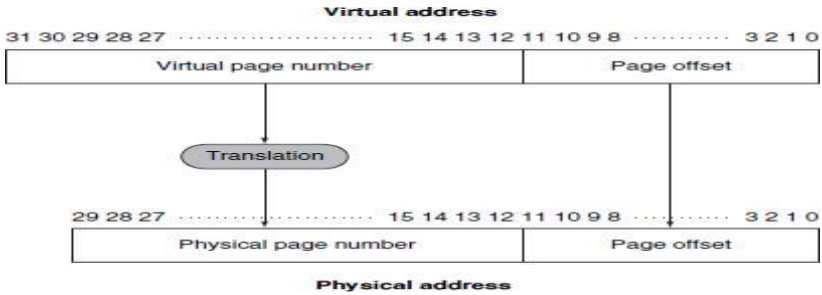 Virtual address
31 30 29 28 27 ························ 15 14 13 12 11 10 9 8 ··········· 3 2 1 0
Virtual page number Page offset
Translation
29 28 27 ························ 15 14 13 12 11 10 9 8 ··········· 3 2 1 0
Physical page number Page offset
Physical address